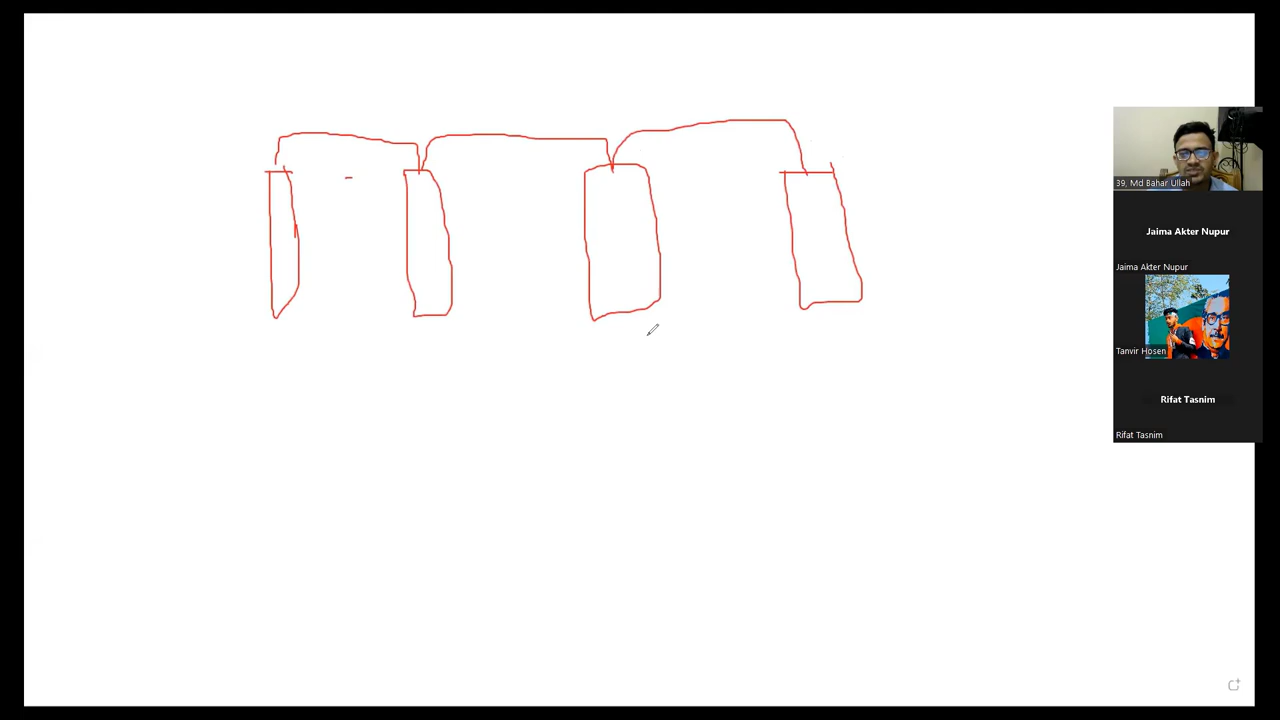 39, Md Bahar Ullah
Jaima Akter Nupur
Jaima Akter Nupur
Tanvir Hosen
Rifat Tasnim
Rifat Tasnim